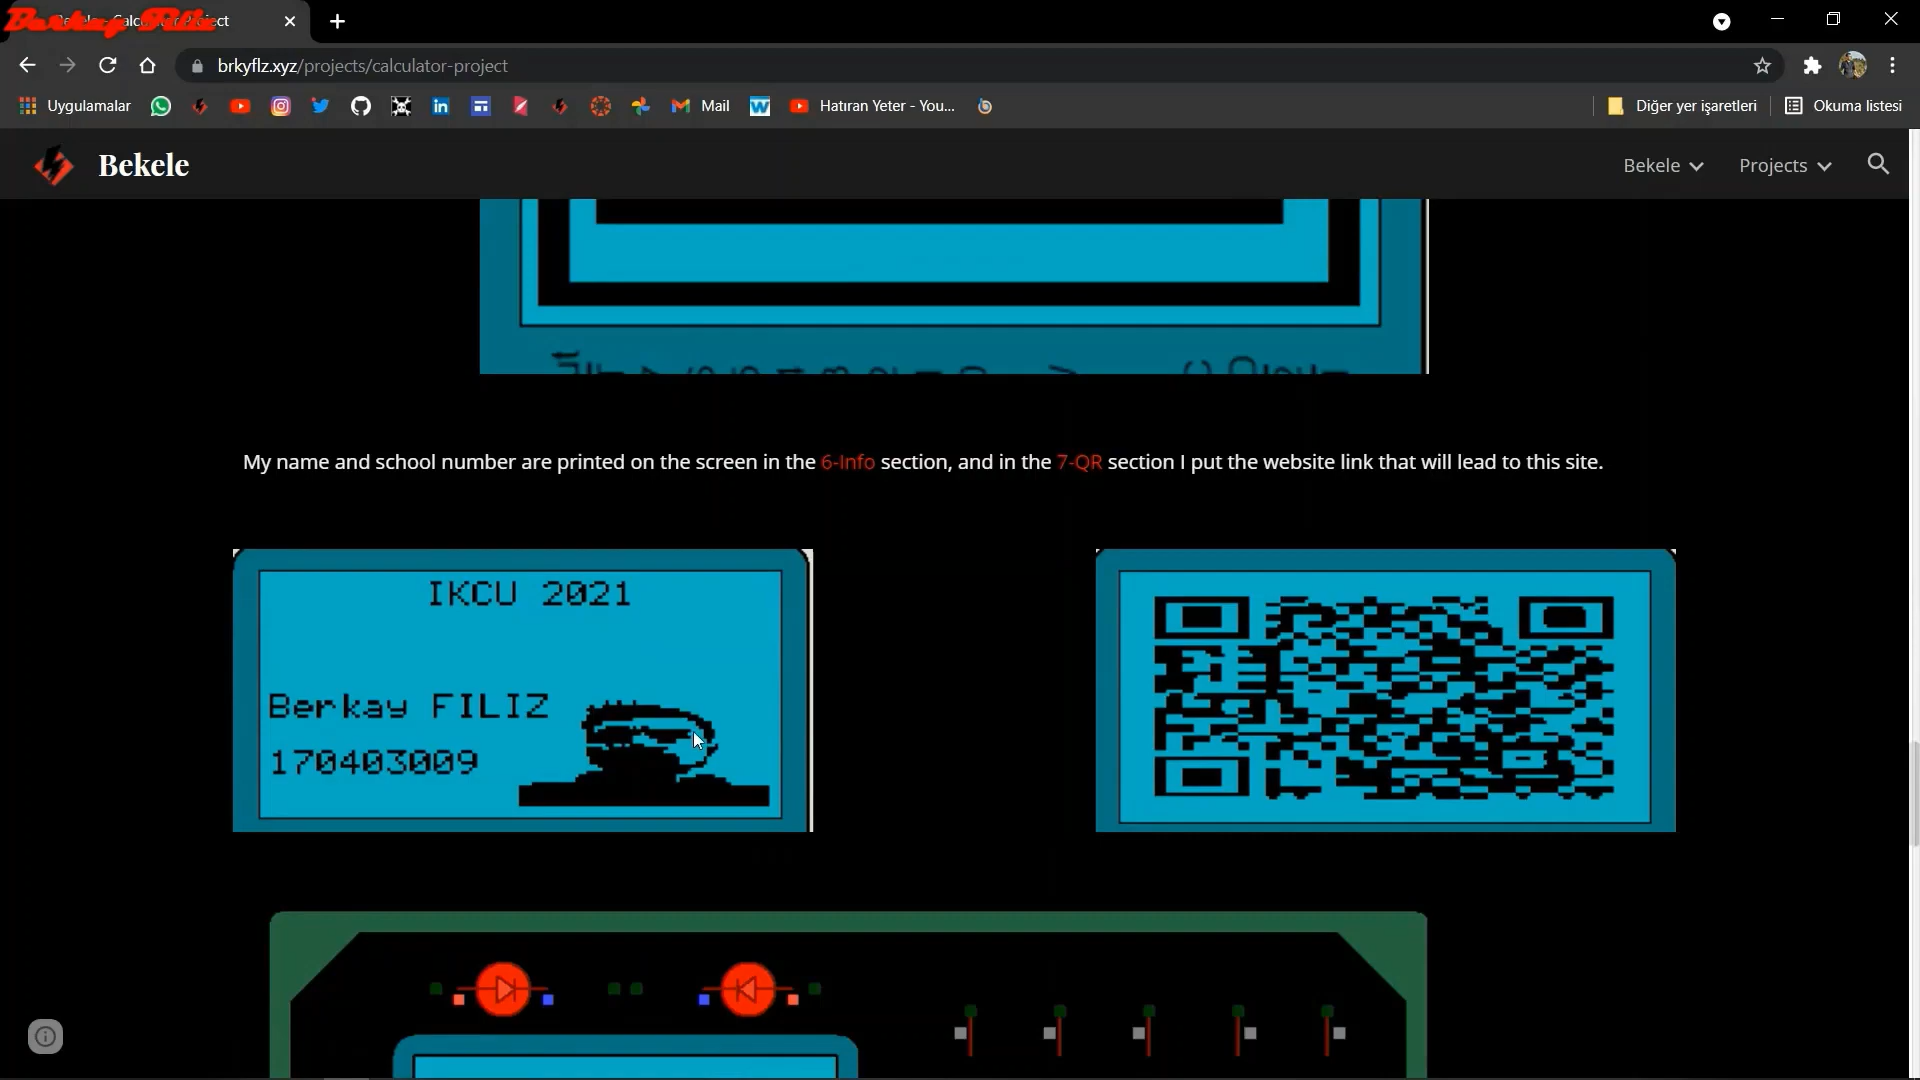 Berkay Filiz
brkyflz.xyz/projects/calculator-project
Uygulamalar
Mail
Hatıran Yeter - You...
Diğer yer işaretleri
Okuma listesi
Bekele
Bekele
Projects
My name and school number are printed on the screen in the 6-Info section, and in the 7-QR section I put the website link that will lead to this site.
IKCU 2021
Berkay FILIZ
170403009